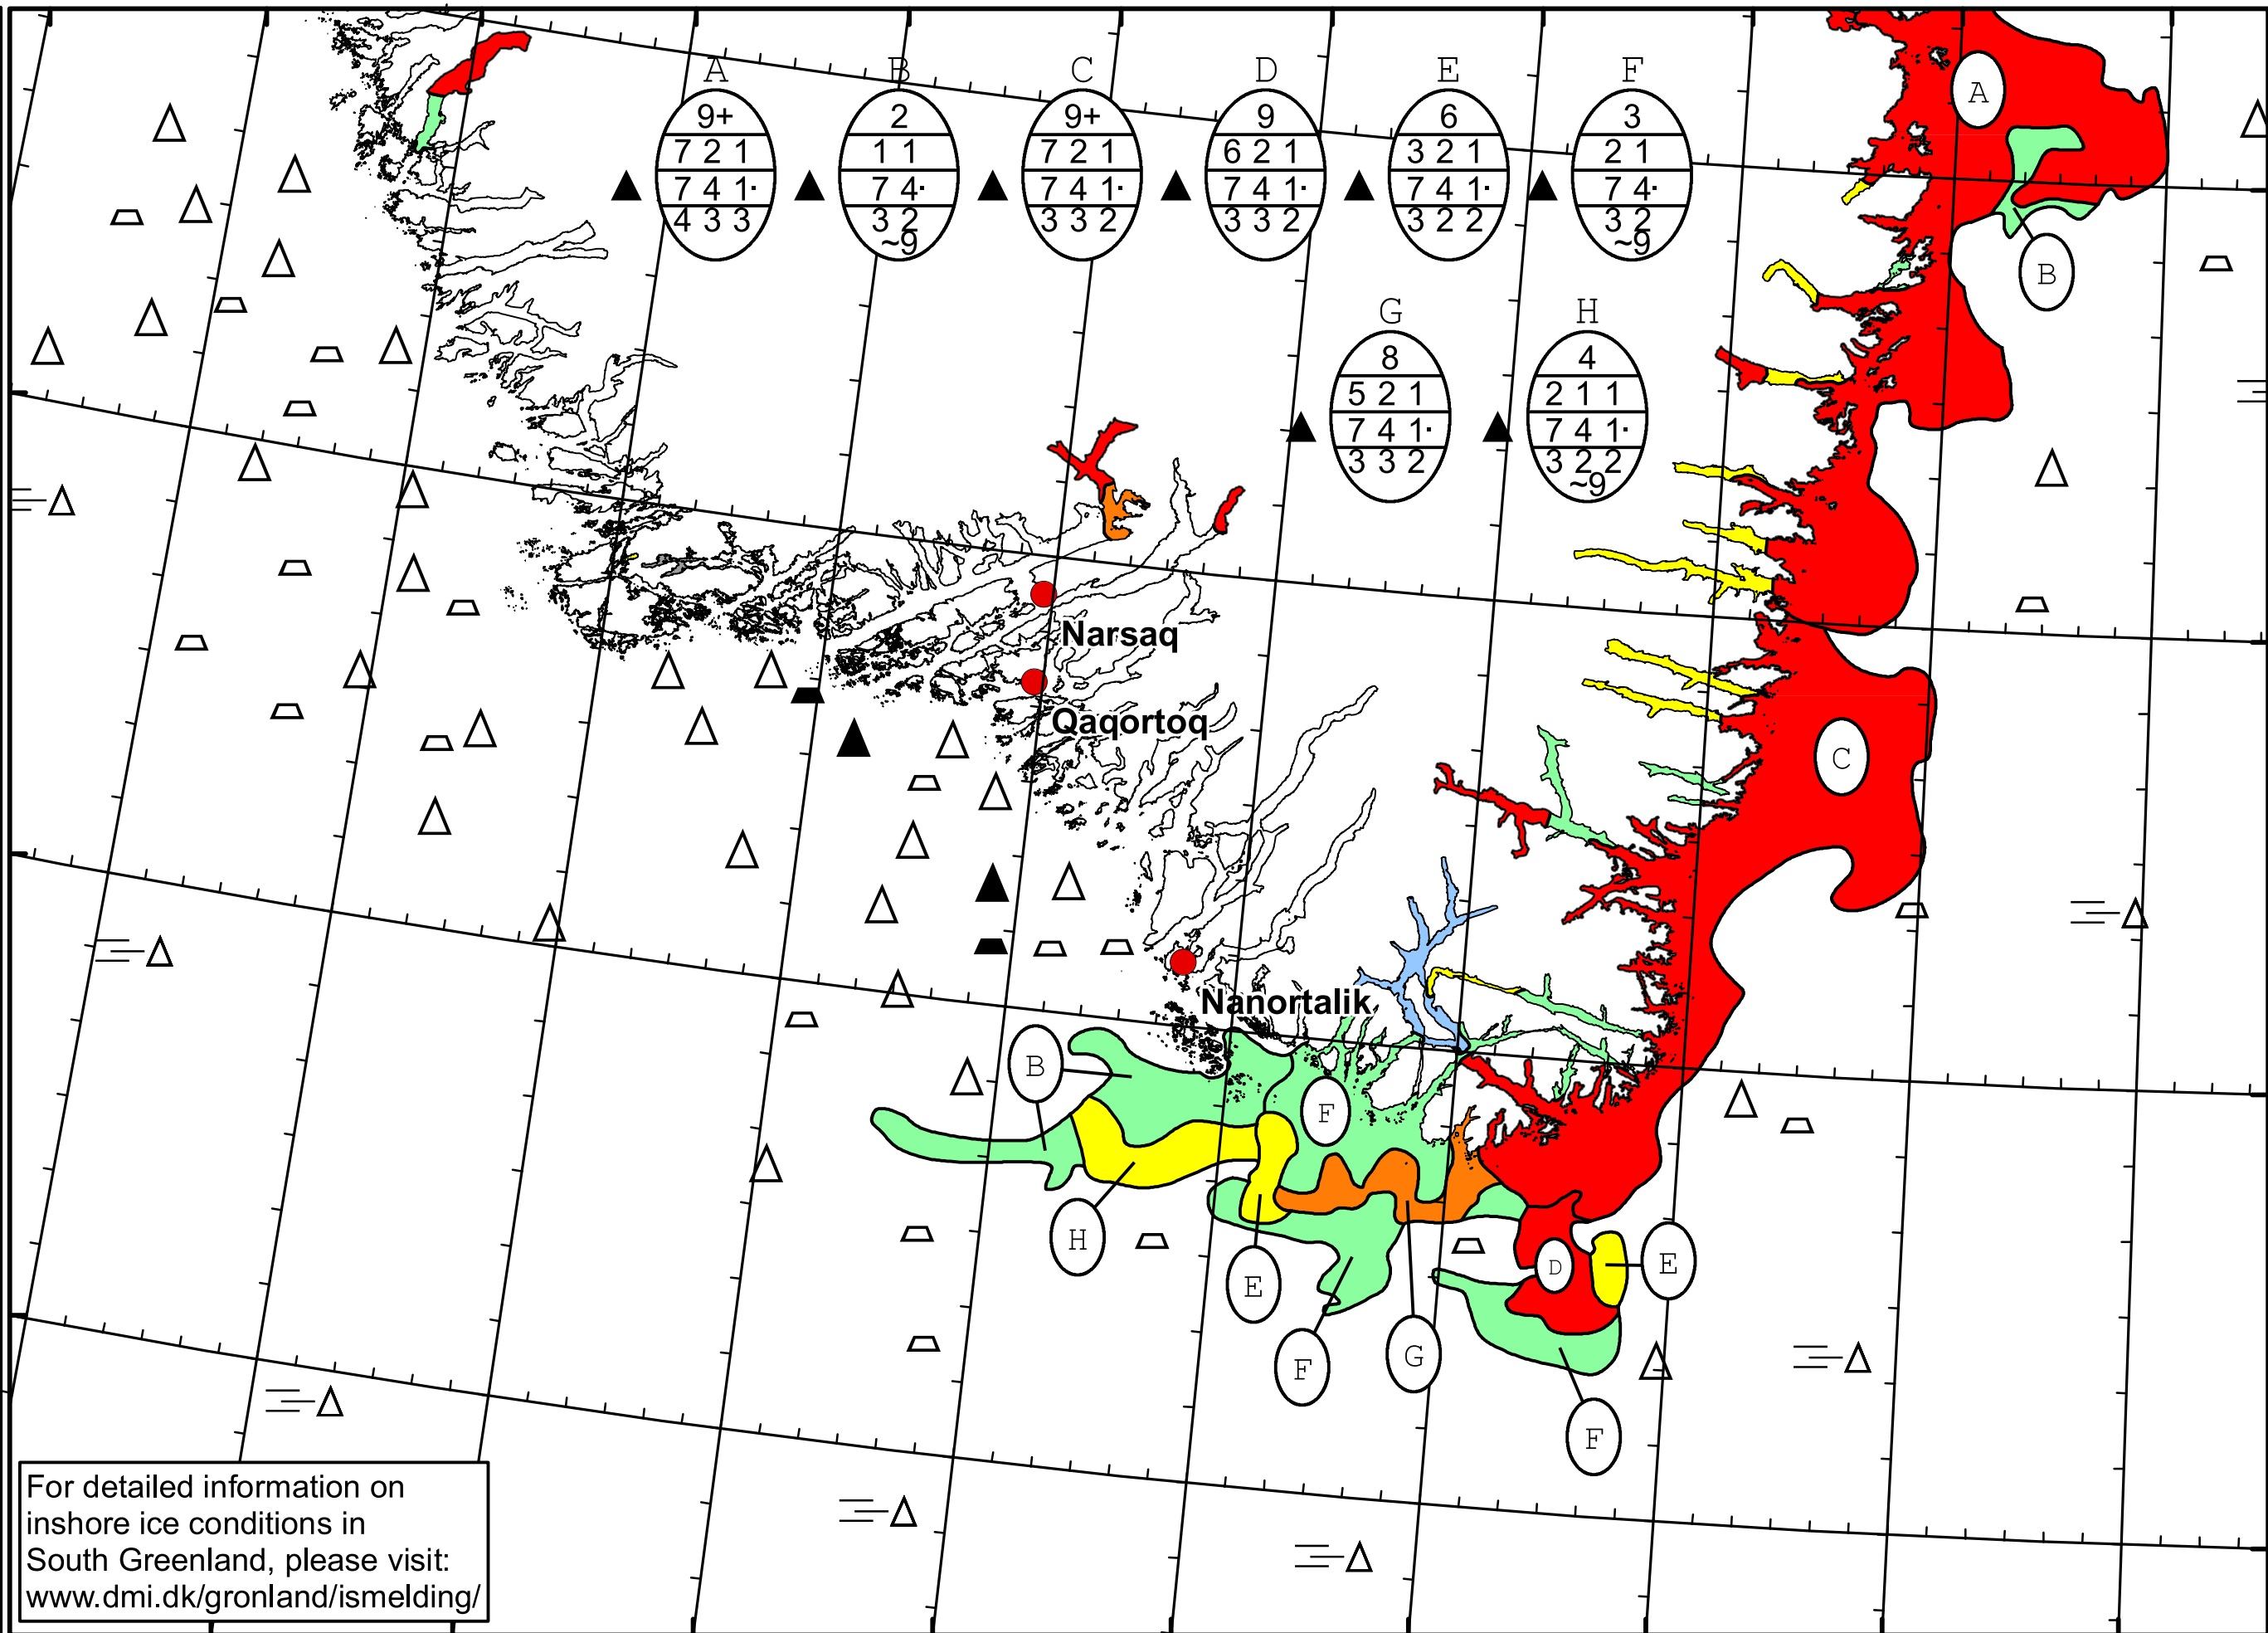 A B C D E F
9+ 2 9+ 9 6 3
7 2 1 1 1 7 2 1 6 2 1 3 2 1 2 1
7 4 1· 7 4· 7 4 1· 7 4 1· 7 4 1· 7 4·
4 3 3 3 2 3 3 2 3 3 2 3 2 2 3 2
~9 ~9
G H
8 4
5 2 1 2 1 1
7 4 1· 7 4 1·
3 3 2 3 2 2
~9
A
B
Narsaq
Qaqortoq
C
Nanortalik
B
F
H
E
D
E
F
G
F
For detailed information on
inshore ice conditions in
South Greenland, please visit:
www.dmi.dk/gronland/ismelding/